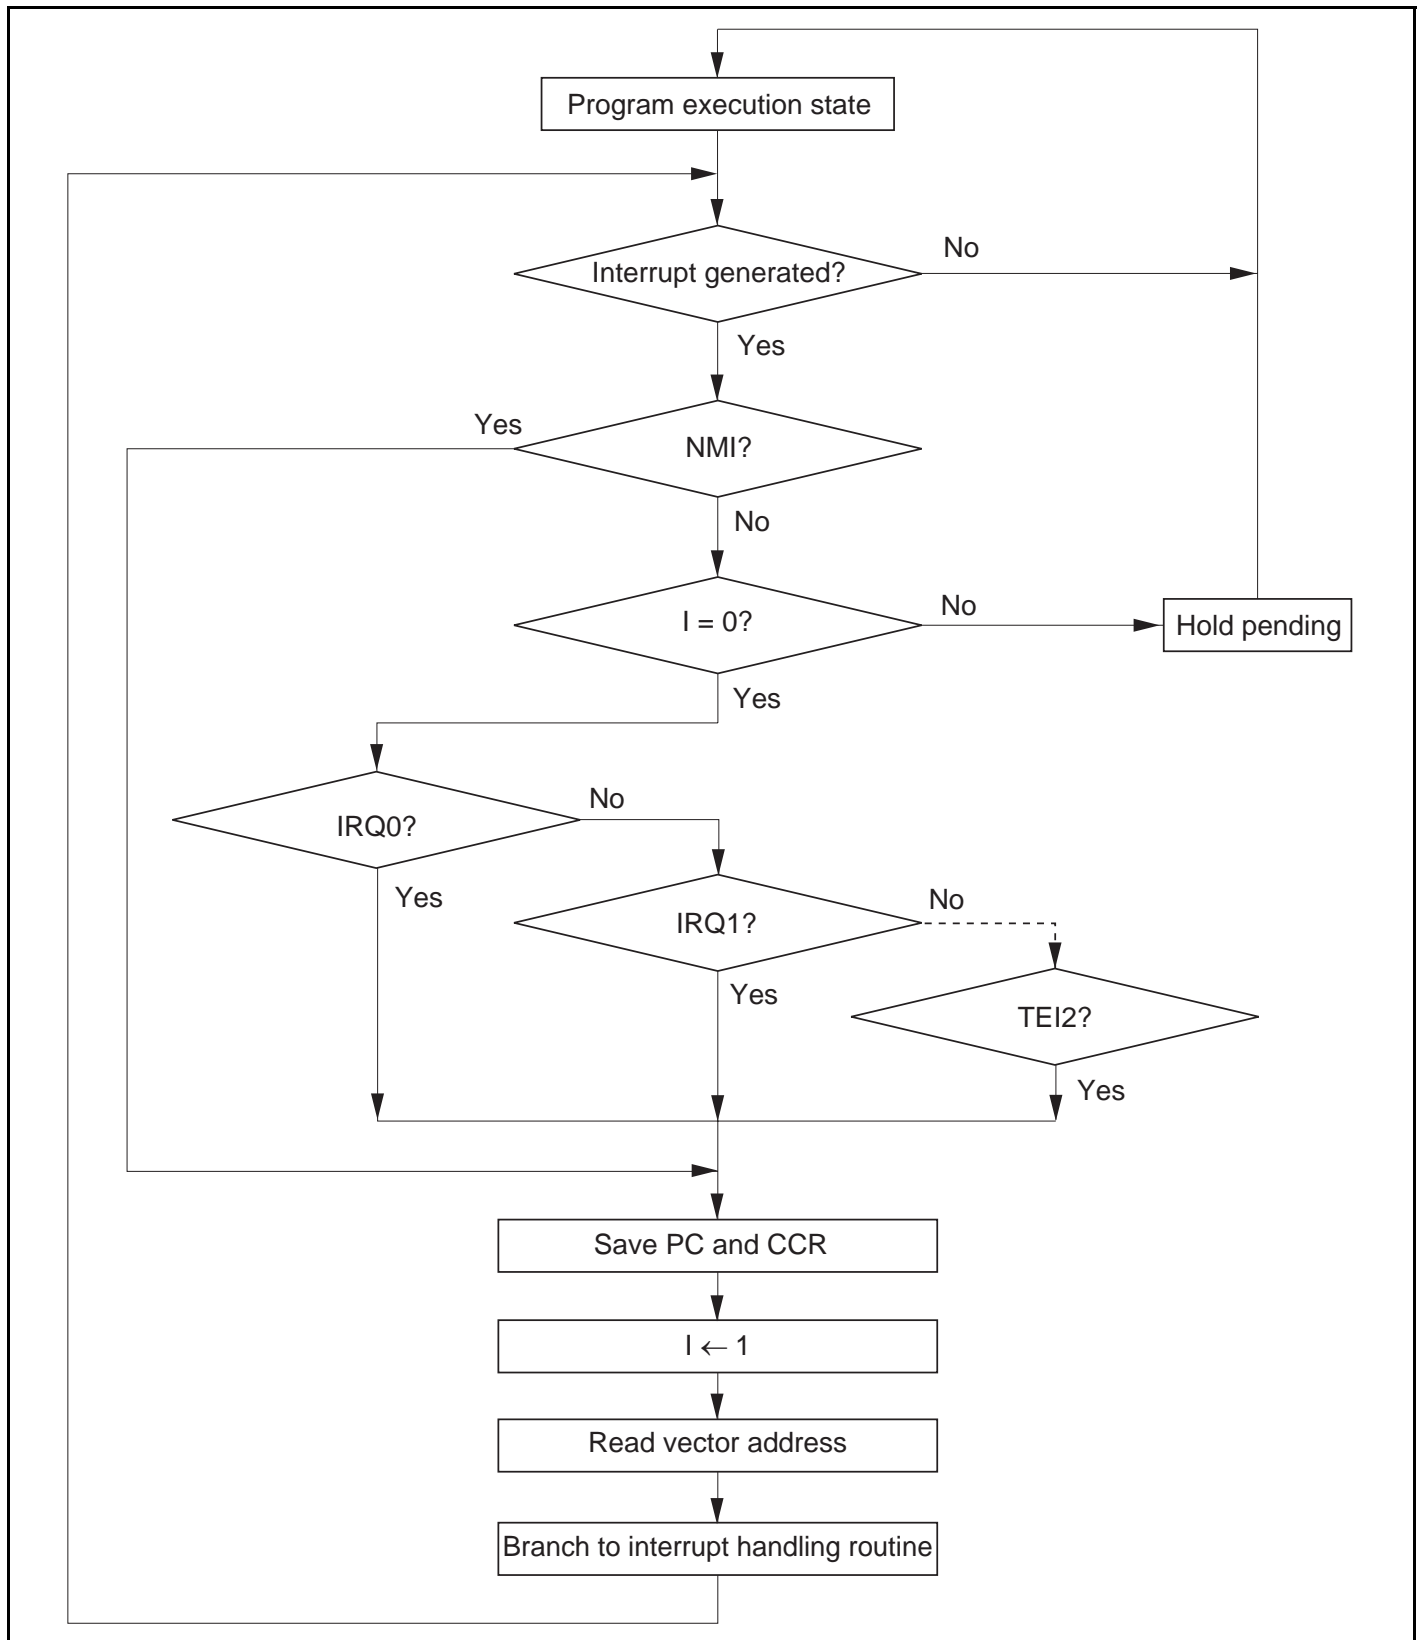 Program execution state
No
Interrupt generated?
Yes
Yes
NMI?
No
No
I = 0?
Hold pending
Yes
No
IRQ0?
Yes
No
IRQ1?
Yes
TEI2?
Yes
Save PC and CCR
I ← 1
Read vector address
Branch to interrupt handling routine